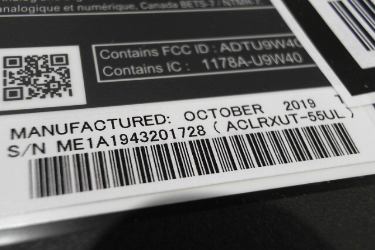 analogique et numérique, Canada BETS-7 / NTMR-7
Contains FCC ID : ADTU9W40
Contains IC : 1178A-U9W40
MANUFACTURED: OCTOBER 2019
S/N ME1A1943201728 ( ACLRXUT-55UL )